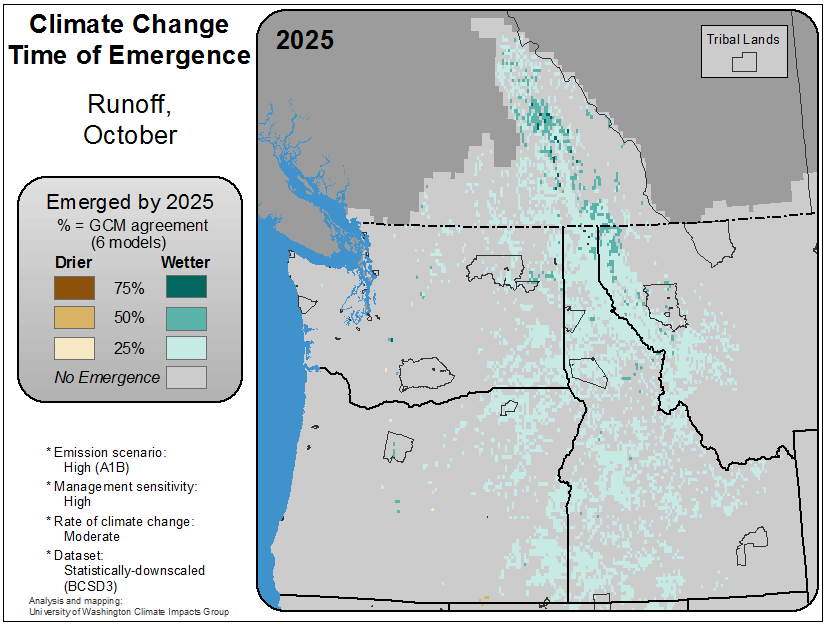 Climate Change
Time of Emergence
Runoff,
October
Emerged by 2025
% = GCM agreement
(6 models)
Drier Wetter
75%
50%
25%
No Emergence
* Emission scenario:
High (A1B)
* Management sensitivity:
High
* Rate of climate change:
Moderate
* Dataset:
Statistically-downscaled
(BCSD3)
Analysis and mapping:
University of Washington Climate Impacts Group
2025
Tribal Lands